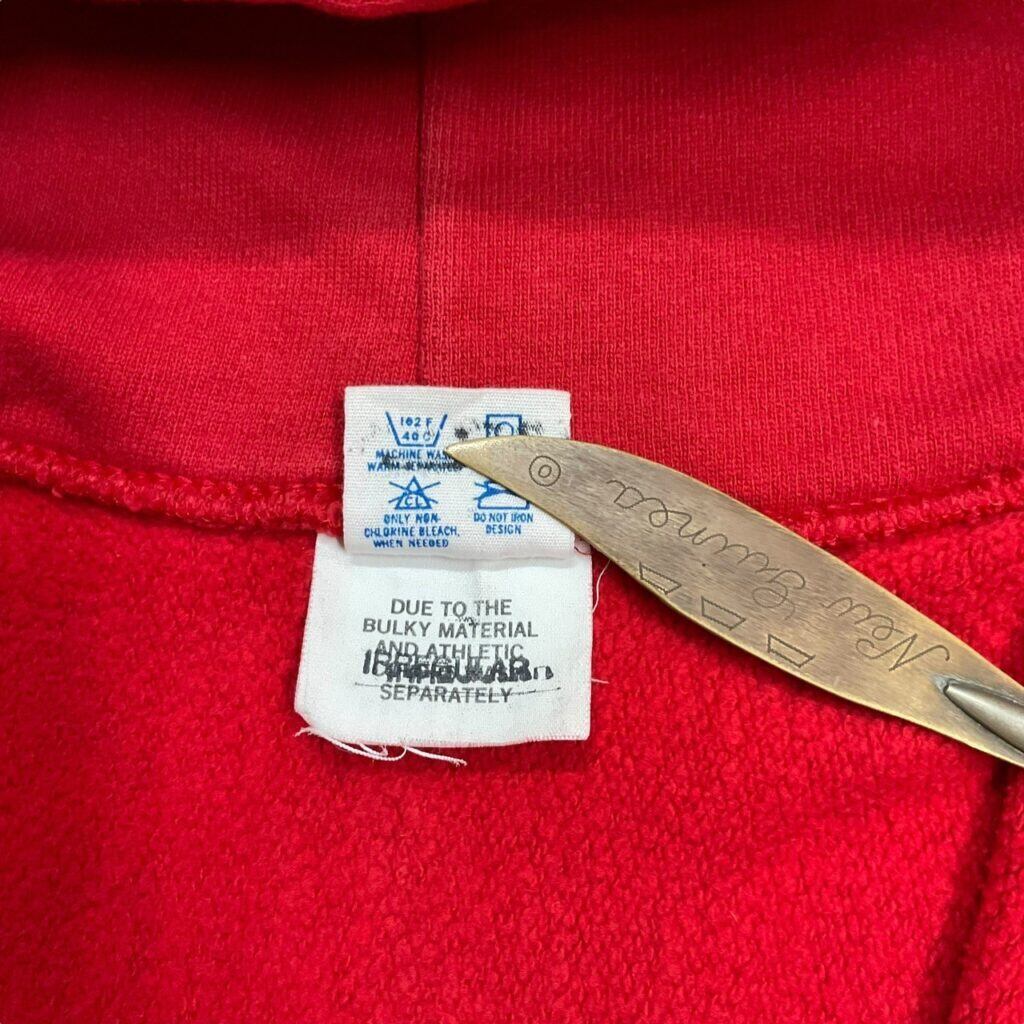 102 F
40 C
MACHINE WASH
WARM SEPARATELY
CL
ONLY NON
CHLORINE BLEACH,
WHEN NEEDED
DO NOT IRON
DESIGN
DUE TO THE
BULKY MATERIAL
AND ATHLETIC
IRREGULAR
SEPARATELY
New Guinea